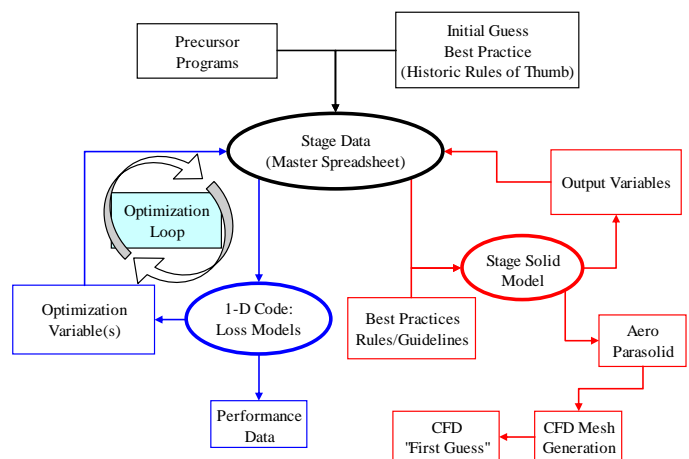 Precursor
Programs
Initial Guess
Best Practice
(Historic Rules of Thumb)
Stage Data
(Master Spreadsheet)
Optimization
Loop
Output Variables
Stage Solid
Model
Optimization
Variable(s)
1-D Code:
Loss Models
Best Practices
Rules/Guidelines
Aero
Parasolid
Performance
Data
CFD
"First Guess"
CFD Mesh
Generation